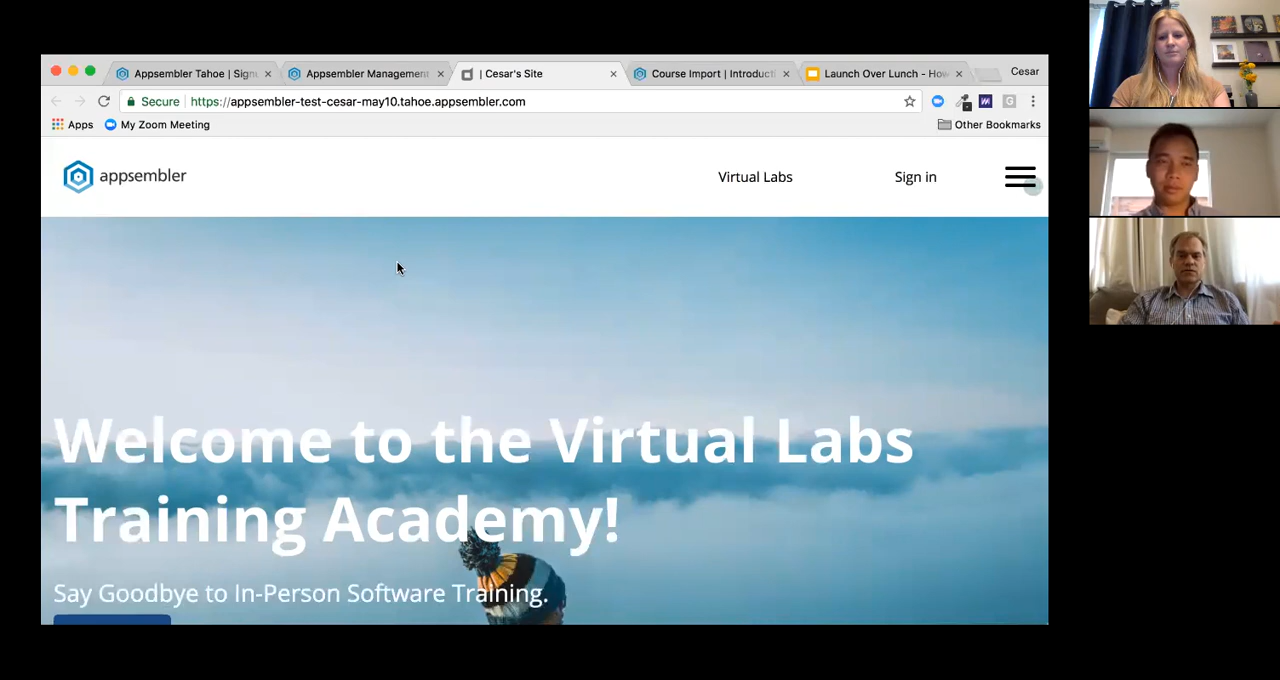 Appsembler Tahoe | Sign
Appsembler Management
| Cesar's Site
Course Import | Introducti
Launch Over Lunch - How
Cesar
Secure
https://appsembler-test-cesar-may10.tahoe.appsembler.com
Apps
My Zoom Meeting
Other Bookmarks
appsembler
Virtual Labs
Sign in
Welcome to the Virtual Labs
Training Academy!
Say Goodbye to In-Person Software Training.